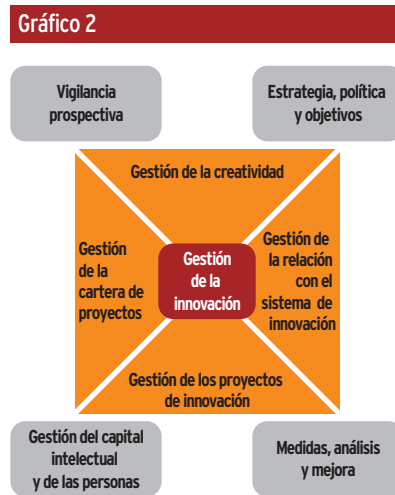 Gráfico 2
Vigilancia
prospectiva
Estrategia, política
y objetivos
Gestión de la creatividad
Gestión
de la
cartera de
proyectos
Gestión
de la
innovación
Gestión de
la relación
con el
sistema de
innovación
Gestión de los proyectos
de innovación
Gestión del capital
intelectual
y de las personas
Medidas, análisis
y mejora